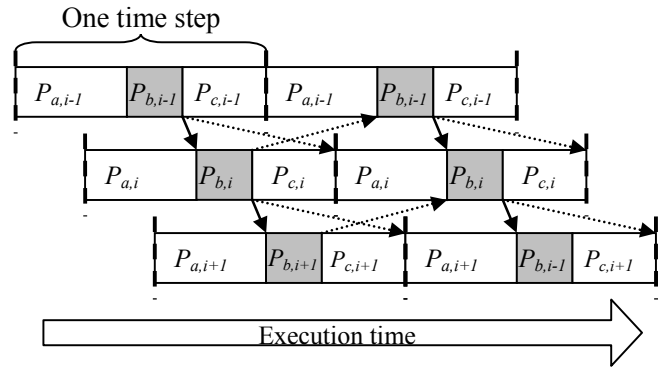 One time step
P_{a,i-1} P_{b,i-1} P_{c,i-1} P_{a,i-1} P_{b,i-1} P_{c,i-1}
P_{a,i} P_{b,i} P_{c,i} P_{a,i} P_{b,i} P_{c,i}
P_{a,i+1} P_{b,i+1} P_{c,i+1} P_{a,i+1} P_{b,i-1} P_{c,i+1}
Execution time